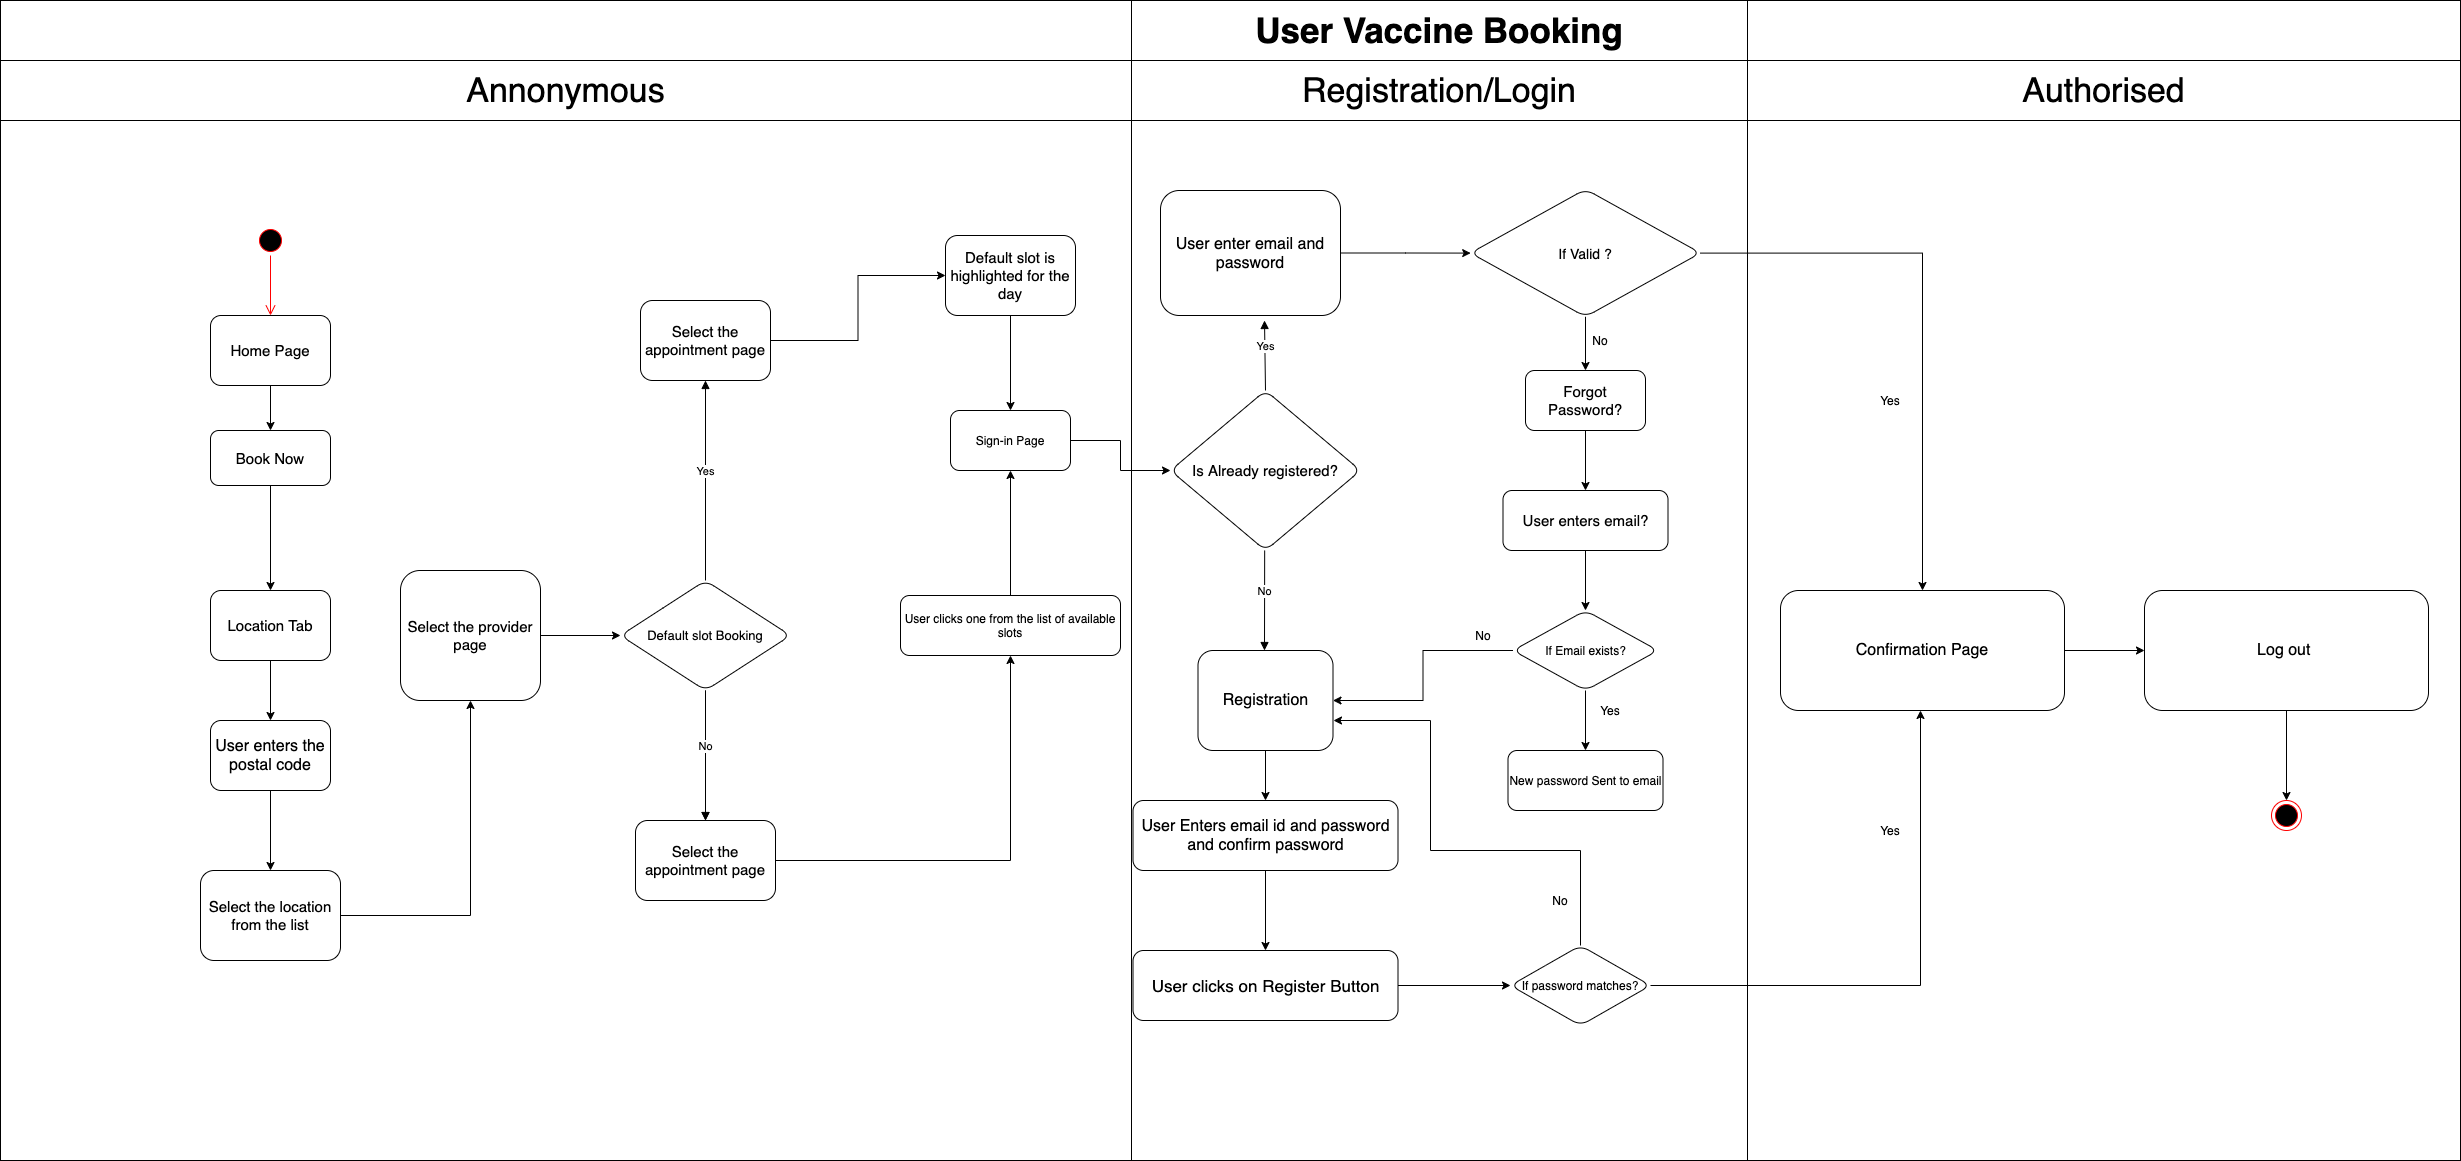 User Vaccine Booking
Annonymous
Registration/Login
Authorised
Home Page
Book Now
Location Tab
User enters the
postal code
Select the location
from the list
Select the provider
page
Default slot Booking
Yes
Select the
appointment page
Default slot is
highlighted for the
day
No
Select the
appointment page
User clicks one from the list of available
slots
Sign-in Page
Is Already registered?
Yes
User enter email and
password
If Valid ?
Yes
No
Forgot
Password?
User enters email?
If Email exists?
No
Yes
New password Sent to email
No
Registration
User Enters email id and password
and confirm password
User clicks on Register Button
If password matches?
No
Yes
Confirmation Page
Log out